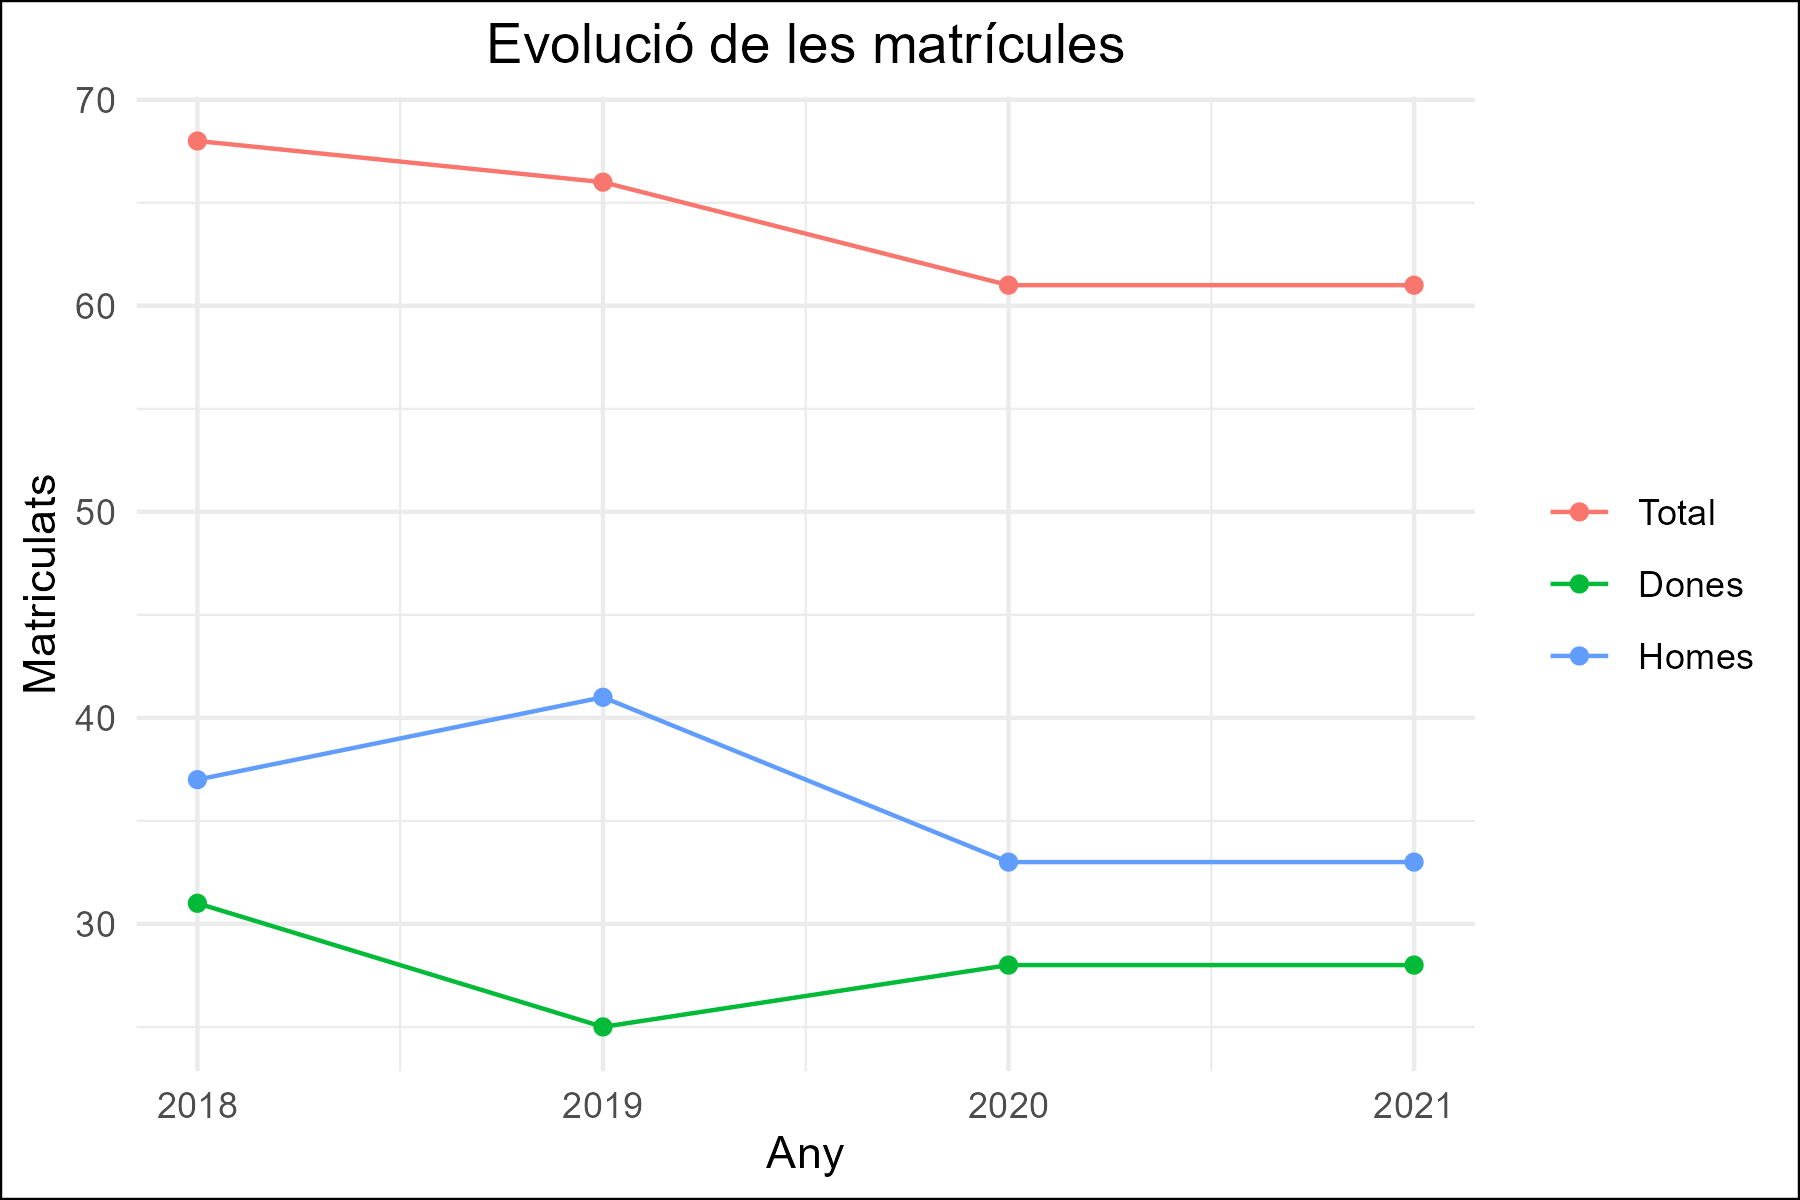 Evolució de les matrícules
70
60
50
40
30
Matriculats
2018 2019 2020 2021
Any
Total
Dones
Homes